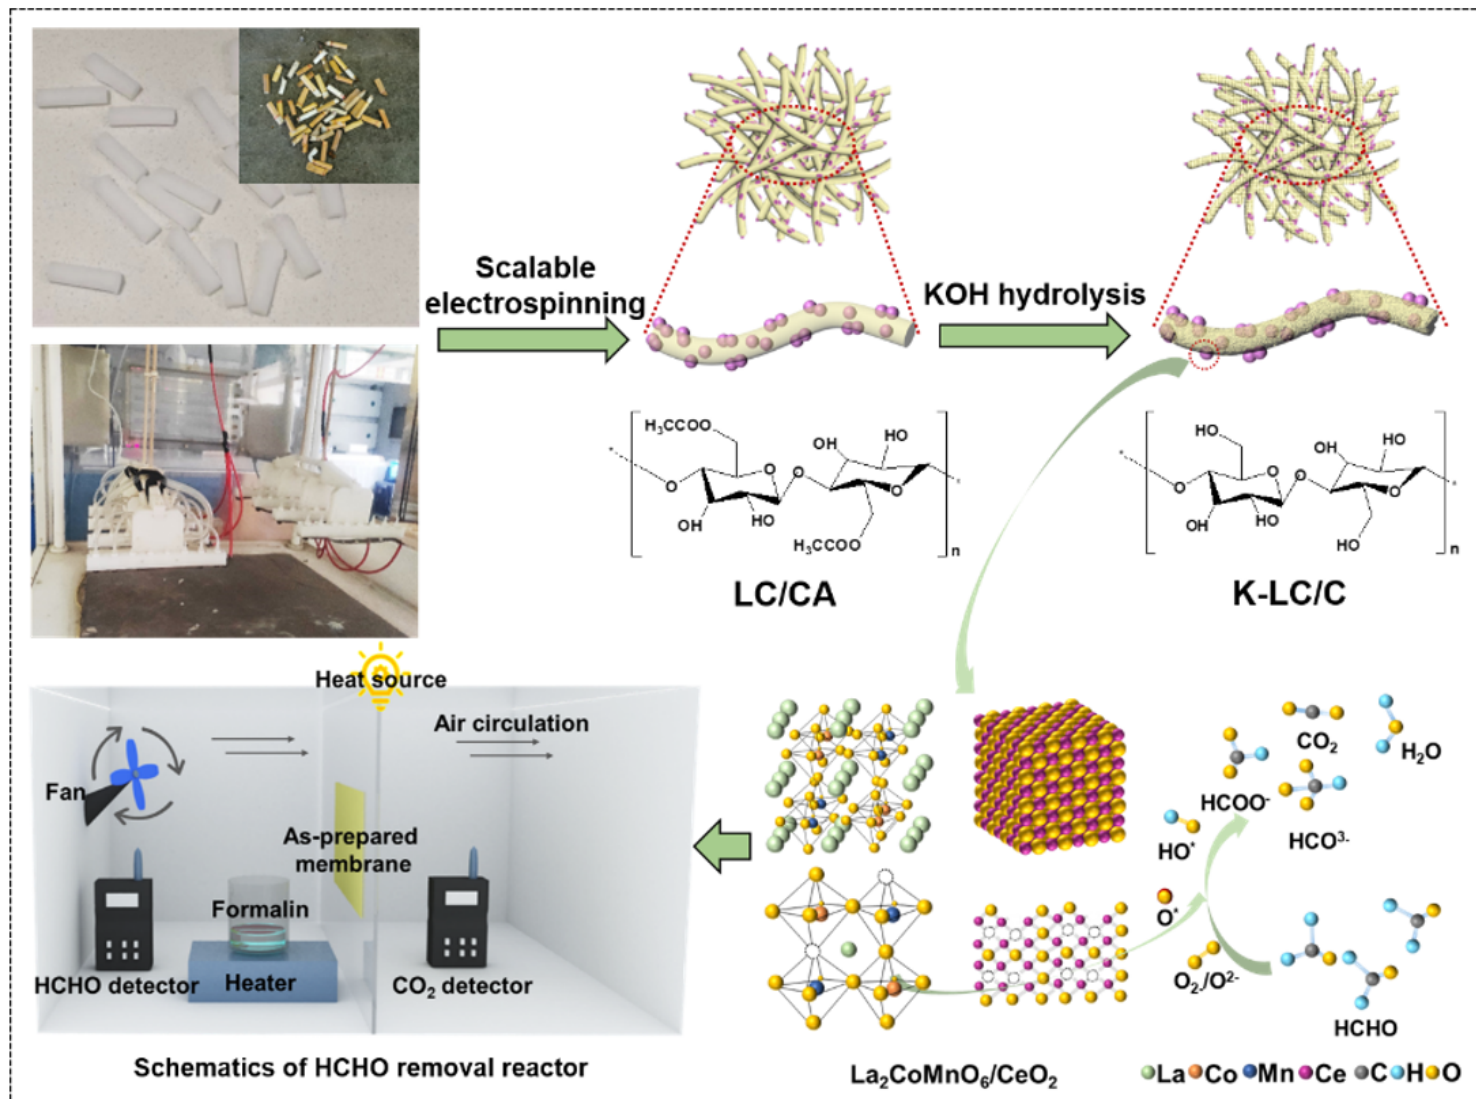 Scalable
electrospinning
KOH hydrolysis
H₃CCOO
OH
HO
O
O
O
O
OH
HO
H₃CCOO
n
*
*
LC/CA
HO
OH
HO
O
O
O
O
OH
HO
HO
n
*
*
K-LC/C
Heat source
Air circulation
Fan
As-prepared
membrane
Formalin
HCHO detector
Heater
CO₂ detector
Schematics of HCHO removal reactor
CO₂
H₂O
HCOO⁻
HCO³⁻
HO*
O*
O₂/O²⁻
HCHO
La₂CoMnO₆/CeO₂
La Co Mn Ce C H O